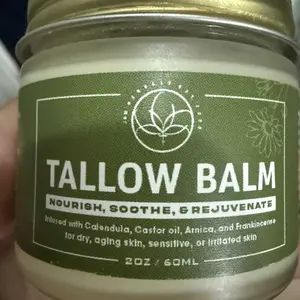 TALLOW BALM
NOURISH, SOOTHE, & REJUVENATE
Infused with Calendula, Castor oil, Arnica, and Frankincense
for dry, aging skin, sensitive, or irritated skin
2OZ / 60ML